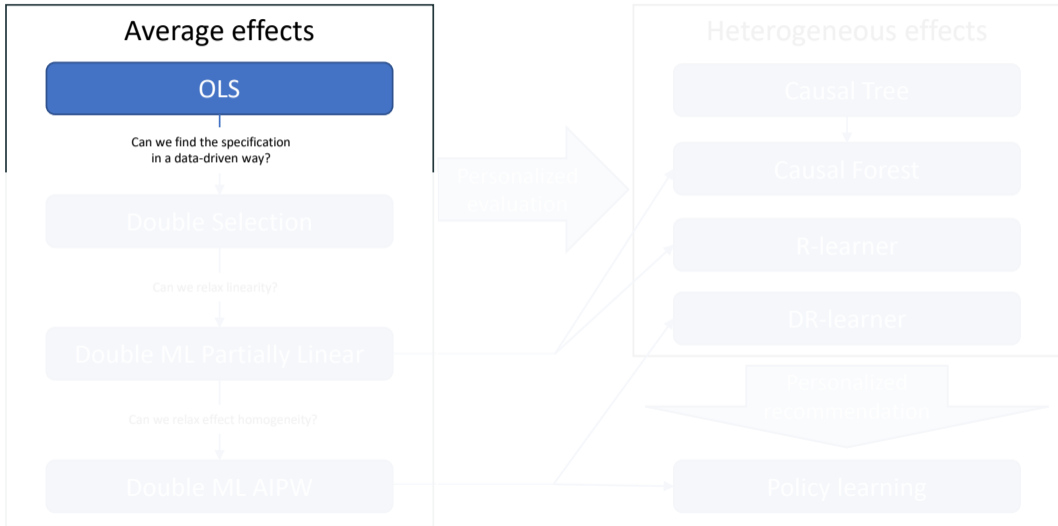 Average effects
OLS
Can we find the specification
in a data-driven way?
Double Selection
Can we relax linearity?
Double ML Partially Linear
Can we relax effect homogeneity?
Double ML AIPW
Personalized
evaluation
Heterogeneous effects
Causal Tree
Causal Forest
R-learner
DR-learner
Personalized
recommendation
Policy learning